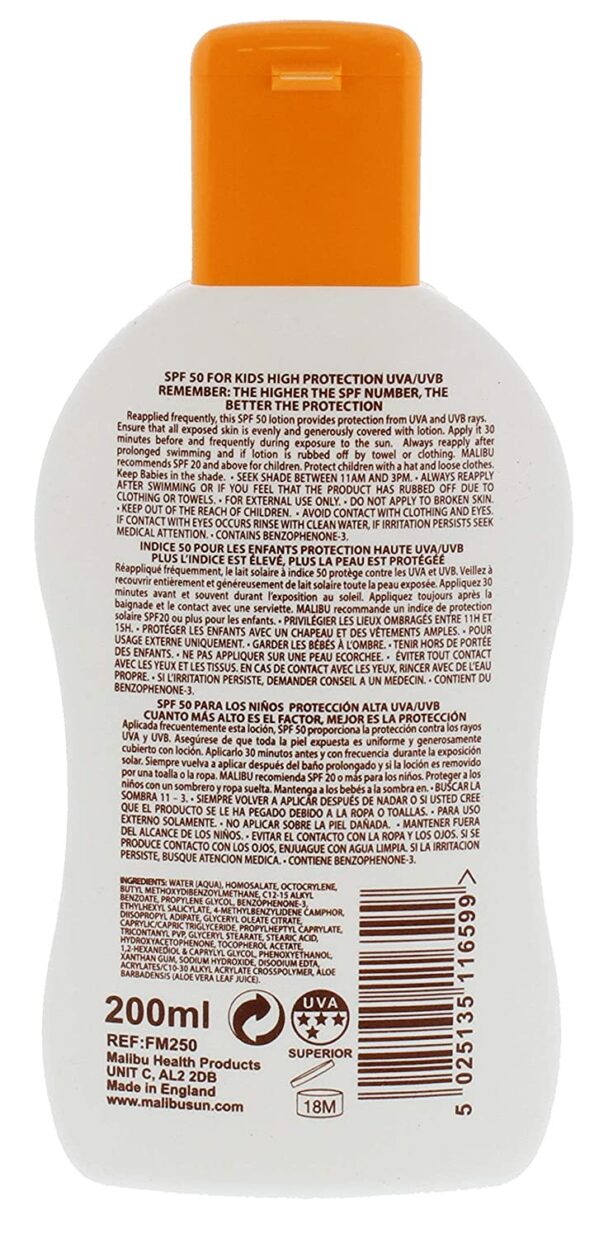 SPF 50 FOR KIDS HIGH PROTECTION UVA/UVB
REMEMBER: THE HIGHER THE SPF NUMBER, THE
BETTER THE PROTECTION
Reapplied frequently, this SPF 50 lotion provides protection from UVA and UVB rays.
Ensure that all exposed skin is evenly and generously covered with lotion. Apply it 30
minutes before and frequently during exposure to the sun. Always reapply after
prolonged swimming and if lotion is rubbed off by towel or clothing. MALIBU
recommends SPF 20 and above for children. Protect children with a hat and loose clothes.
Keep Babies in the shade. • SEEK SHADE BETWEEN 11AM AND 3PM. • ALWAYS REAPPLY
AFTER SWIMMING OR IF YOU FEEL THAT THE PRODUCT HAS RUBBED OFF DUE TO
CLOTHING OR TOWELS. • FOR EXTERNAL USE ONLY. • DO NOT APPLY TO BROKEN SKIN.
• KEEP OUT OF THE REACH OF CHILDREN. • AVOID CONTACT WITH CLOTHING AND EYES.
IF CONTACT WITH EYES OCCURS RINSE WITH CLEAN WATER, IF IRRITATION PERSISTS SEEK
MEDICAL ATTENTION. • CONTAINS BENZOPHENONE-3.
INDICE 50 POUR LES ENFANTS PROTECTION HAUTE UVA/UVB
PLUS L'INDICE EST ÉLEVÉ, PLUS LA PEAU EST PROTÉGÉE
Réappliqué fréquemment, le lait solaire à indice 50 protège contre les UVA et UVB. Veillez à
recouvrir entièrement et généreusement de lait solaire toute la peau exposée. Appliquez 30
minutes avant et souvent durant l'exposition au soleil. Appliquez toujours après la
baignade et le contact avec une serviette. MALIBU recommande un indice de protection
solaire SPF20 ou plus pour les enfants. • PRIVILÉGIER LES LIEUX OMBRAGÉS ENTRE 11H ET
15H. • PROTÉGER LES ENFANTS AVEC UN CHAPEAU ET DES VÊTEMENTS AMPLES. • POUR
USAGE EXTERNE UNIQUEMENT. • GARDER LES BÉBÉS À L'OMBRE. • TENIR HORS DE PORTÉE
DES ENFANTS. • NE PAS APPLIQUER SUR UNE PEAU ECORCHEE. • ÉVITER TOUT CONTACT
AVEC LES YEUX ET LES TISSUS. EN CAS DE CONTACT AVEC LES YEUX, RINCER AVEC DE L'EAU
PROPRE. • SI L'IRRITATION PERSISTE, DEMANDER CONSEIL A UN MEDECIN. • CONTIENT DU
BENZOPHENONE-3.
SPF 50 PARA LOS NIÑOS PROTECCIÓN ALTA UVA/UVB
CUANTO MÁS ALTO ES EL FACTOR, MEJOR ES LA PROTECCIÓN
Aplicada frecuentemente esta loción, SPF 50 proporciona la protección contra los rayos
UVA y UVB. Asegúrese de que toda la piel expuesta es uniforme y generosamente
cubierto con loción. Aplicarlo 30 minutos antes y con frecuencia durante la exposición
solar. Siempre vuelva a aplicar después del baño prolongado y si la loción es removido
por una toalla o la ropa. MALIBU recomienda SPF 20 o más para los niños. Proteger a los
niños con un sombrero y ropa suelta. Mantenga a los bebés a la sombra en. • BUSCAR LA
SOMBRA 11 – 3. • SIEMPRE VOLVER A APLICAR DESPUÉS DE NADAR O SI USTED CREE
QUE EL PRODUCTO SE LE HA PEGADO DEBIDO A LA ROPA O TOALLAS. • PARA USO
EXTERNO SOLAMENTE. • NO APLICAR SOBRE LA PIEL DAÑADA. • MANTENER FUERA
DEL ALCANCE DE LOS NIÑOS. • EVITAR EL CONTACTO CON LA ROPA Y LOS OJOS. SI SE
PRODUCE CONTACTO CON LOS OJOS, ENJUAGUE CON AGUA LIMPIA. SI LA IRRITACION
PERSISTE, BUSQUE ATENCION MEDICA. • CONTIENE BENZOPHENONE-3.
INGREDIENTS: WATER (AQUA), HOMOSALATE, OCTOCRYLENE,
BUTYL METHOXYDIBENZOYLMETHANE, C12-15 ALKYL
BENZOATE, PROPYLENE GLYCOL, BENZOPHENONE-3,
ETHYLHEXYL SALICYLATE, 4-METHYLBENZYLIDENE CAMPHOR,
DIISOPROPYL ADIPATE, GLYCERYL OLEATE CITRATE,
CAPRYLIC/CAPRIC TRIGLYCERIDE, PROPYLHEPTYL CAPRYLATE,
TRICONTANYL PVP, GLYCERYL STEARATE, STEARIC ACID,
HYDROXYACETOPHENONE, TOCOPHEROL ACETATE,
1,2-HEXANEDIOL & CAPRYLYL GLYCOL, PHENOXYETHANOL,
XANTHAN GUM, SODIUM HYDROXIDE, DISODIUM EDTA,
ACRYLATES/C10-30 ALKYL ACRYLATE CROSSPOLYMER, ALOE
BARBADENSIS (ALOE VERA LEAF JUICE).
200ml
REF:FM250
Malibu Health Products
UNIT C, AL2 2DB
Made in England
www.malibusun.com
UVA
SUPERIOR
18M
5 025135 116599 >